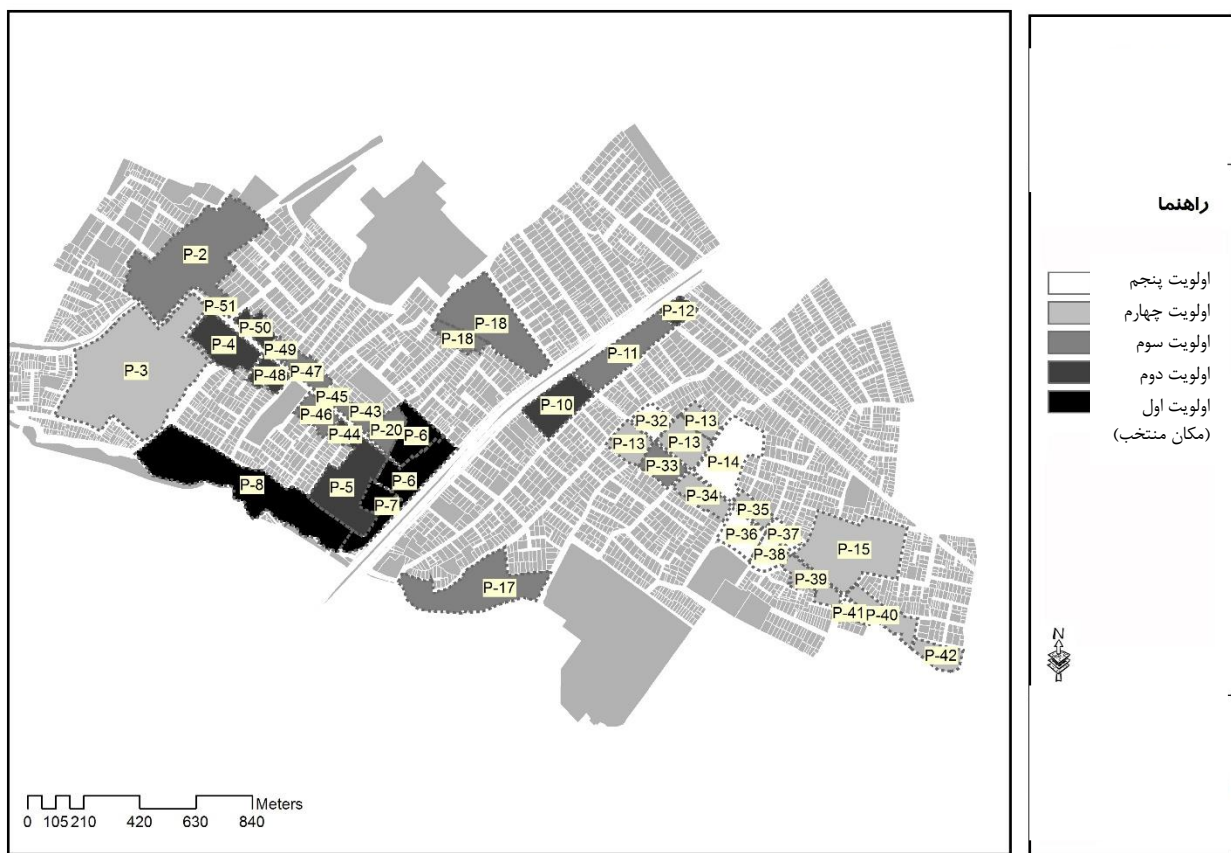 P-2
P-51
P-50
P-4
P-49
P-3
P-48
P-47
P-45
P-46
P-43
P-44
P-20
P-6
P-6
P-5
P-8
P-7
P-18
P-18
P-12
P-11
P-10
P-32
P-13
P-13
P-13
P-33
P-14
P-34
P-35
P-36
P-37
P-38
P-15
P-39
P-41
P-40
P-42
P-17
Meters
0 105 210 420 630 840
راهنما
اولویت پنجم
اولویت چهارم
اولویت سوم
اولویت دوم
اولویت اول
(مکان منتخب)
N